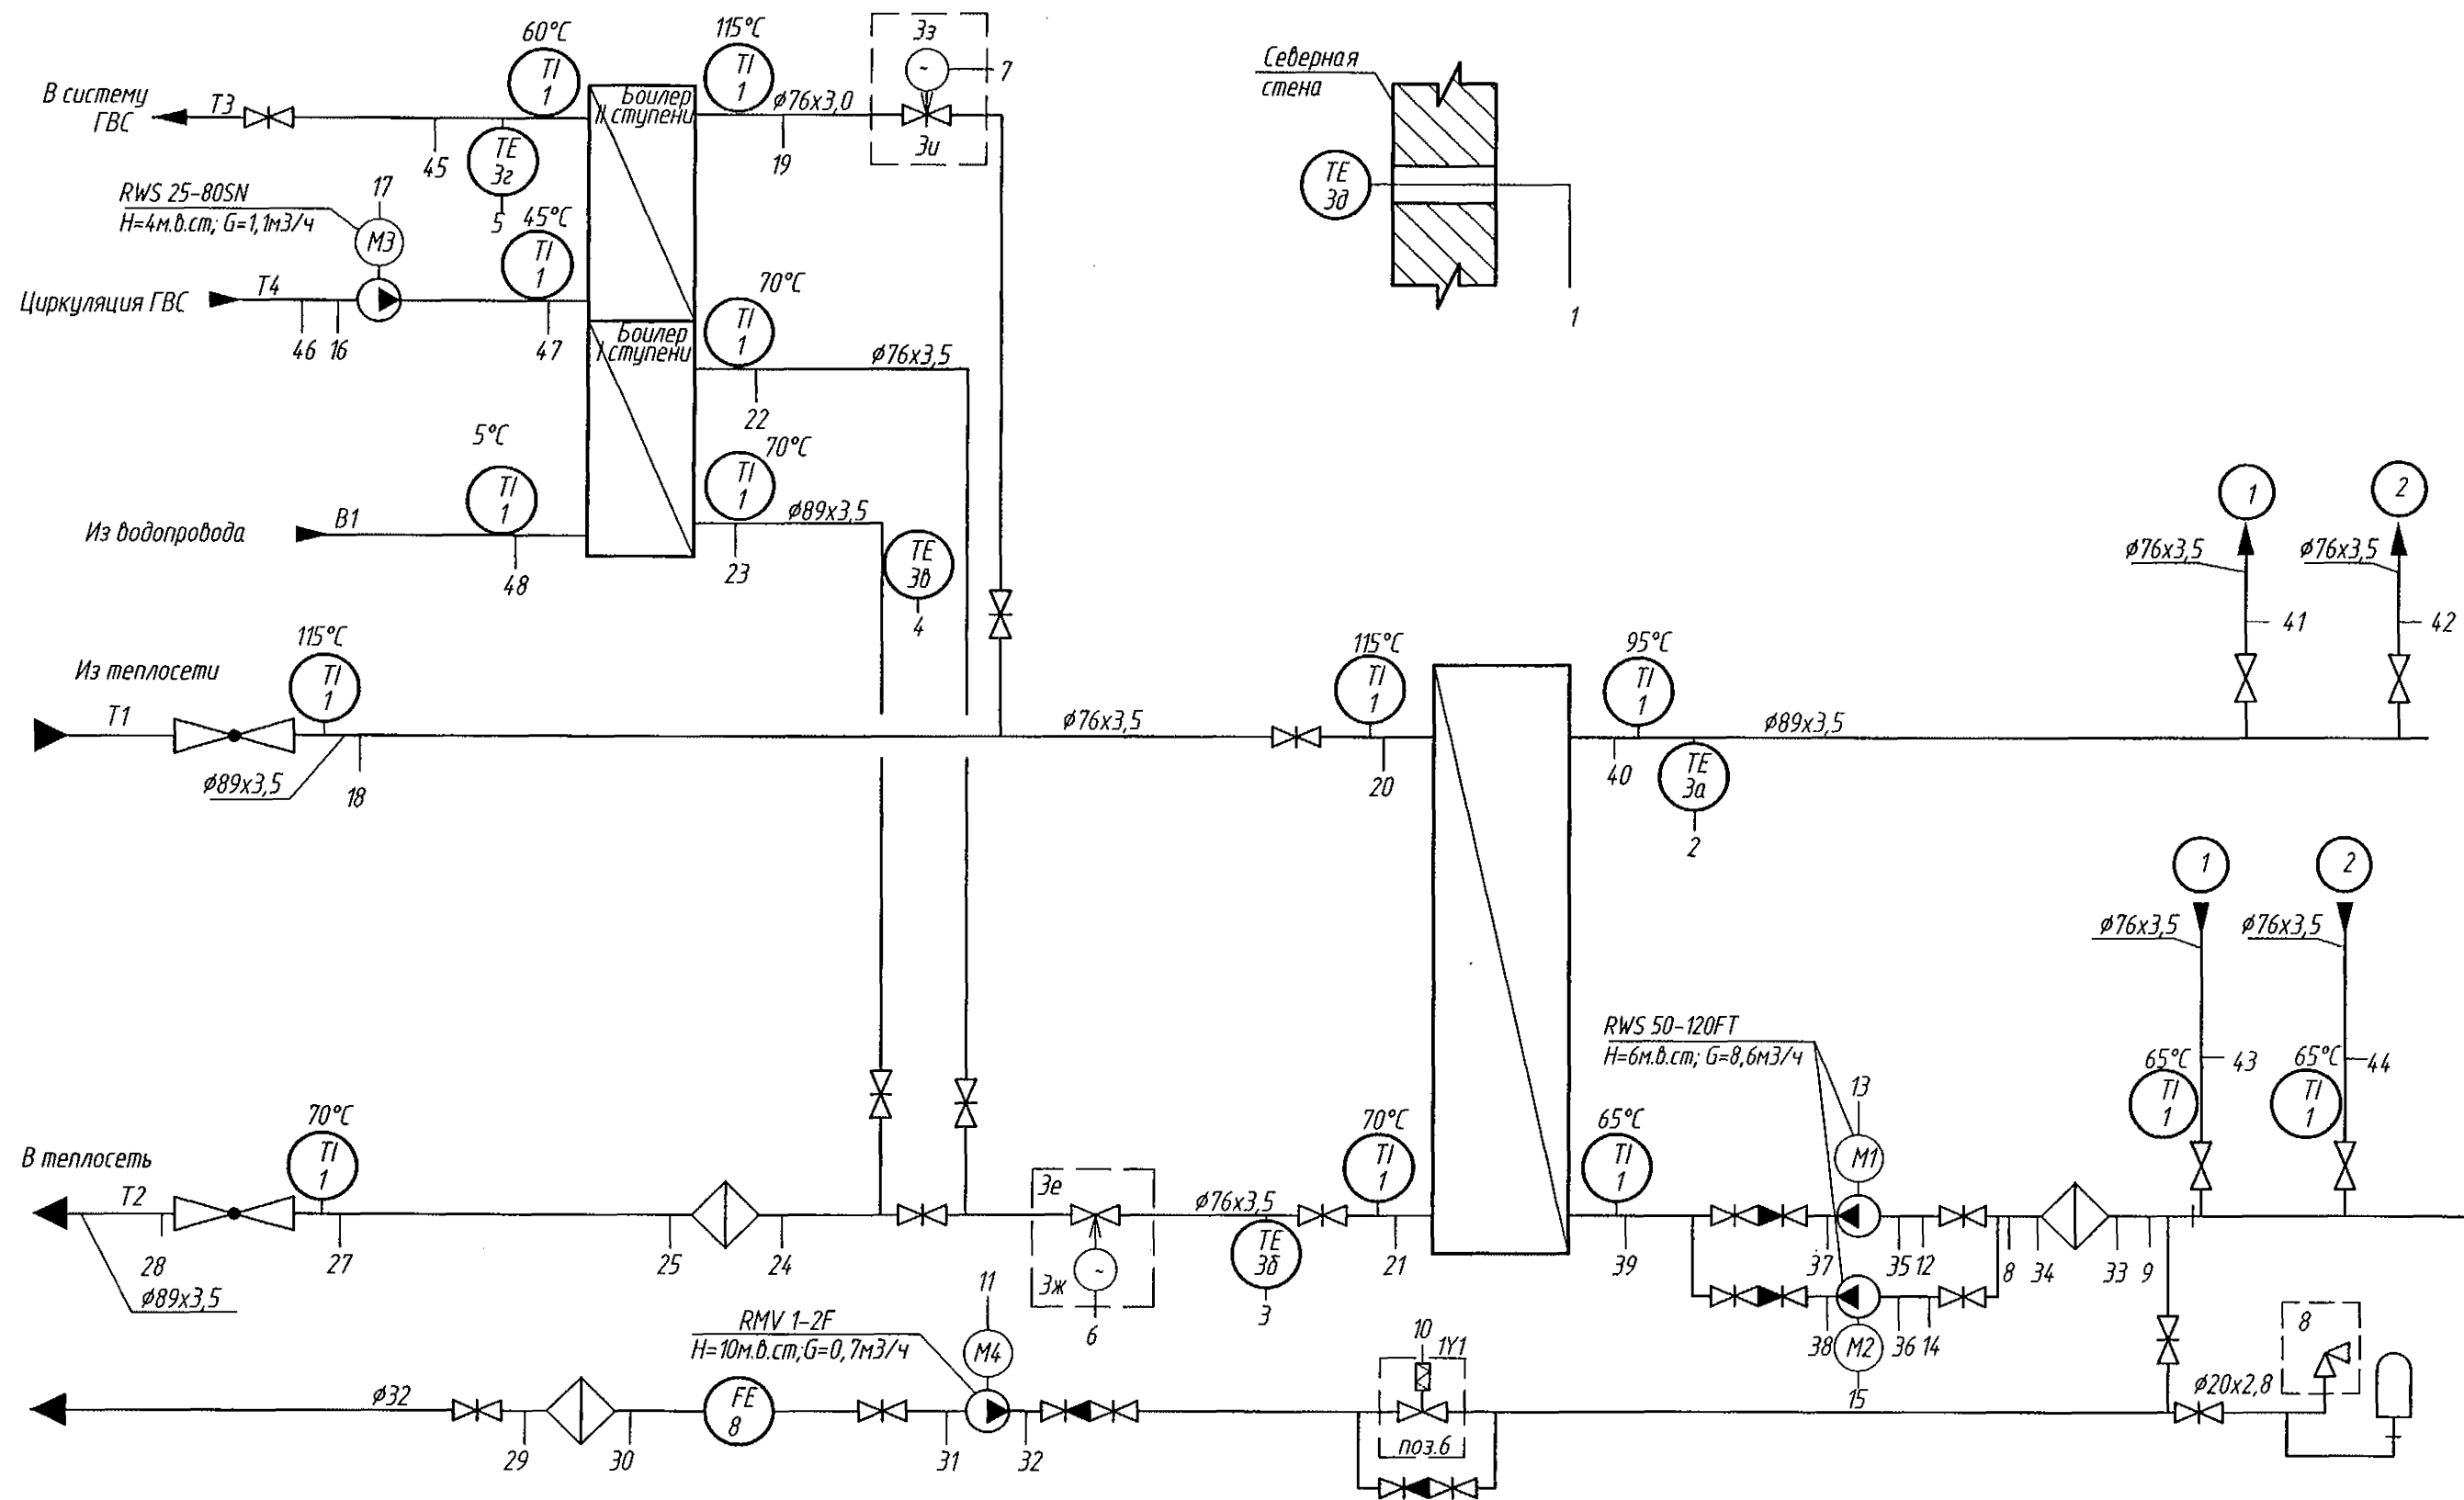 60°С
115°С
3з
TI
1
TI
1
~
7
Северная
стена
В систему
ГВС
Т3
Бойлер
II ступени
ø76х3,0
3и
45
TE
3г
5
19
TE
3д
1
RWS 25-80SN
H=4м.в.ст; G=1,1м3/ч
17
М3
45°С
TI
1
Циркуляция ГВС
Т4
46
16
47
70°С
TI
1
Бойлер
I ступени
ø76х3,5
22
5°С
TI
1
70°С
TI
1
ø89х3,5
23
Из водопровода
В1
48
TE
3в
4
1
2
ø76х3,5
ø76х3,5
41
42
Из теплосети
Т1
115°С
TI
1
ø89х3,5
18
ø76х3,5
115°С
TI
1
20
95°С
TI
1
ø89х3,5
40
TE
3а
2
1
2
ø76х3,5
ø76х3,5
RWS 50-120FT
H=6м.в.ст; G=8,6м3/ч
65°С
43
65°С
44
TI
1
TI
1
13
М1
В теплосеть
Т2
70°С
TI
1
28
27
ø89х3,5
25
24
3е
3ж
~
6
ø76х3,5
TE
3б
3
70°С
TI
1
21
65°С
TI
1
39
37
35
12
8
34
33
9
38
М2
36
14
15
11
RMV 1-2F
H=10м.в.ст;G=0,7м3/ч
М4
ø32
29
30
FE
8
31
32
10
1Y1
поз.6
ø20х2,8
8